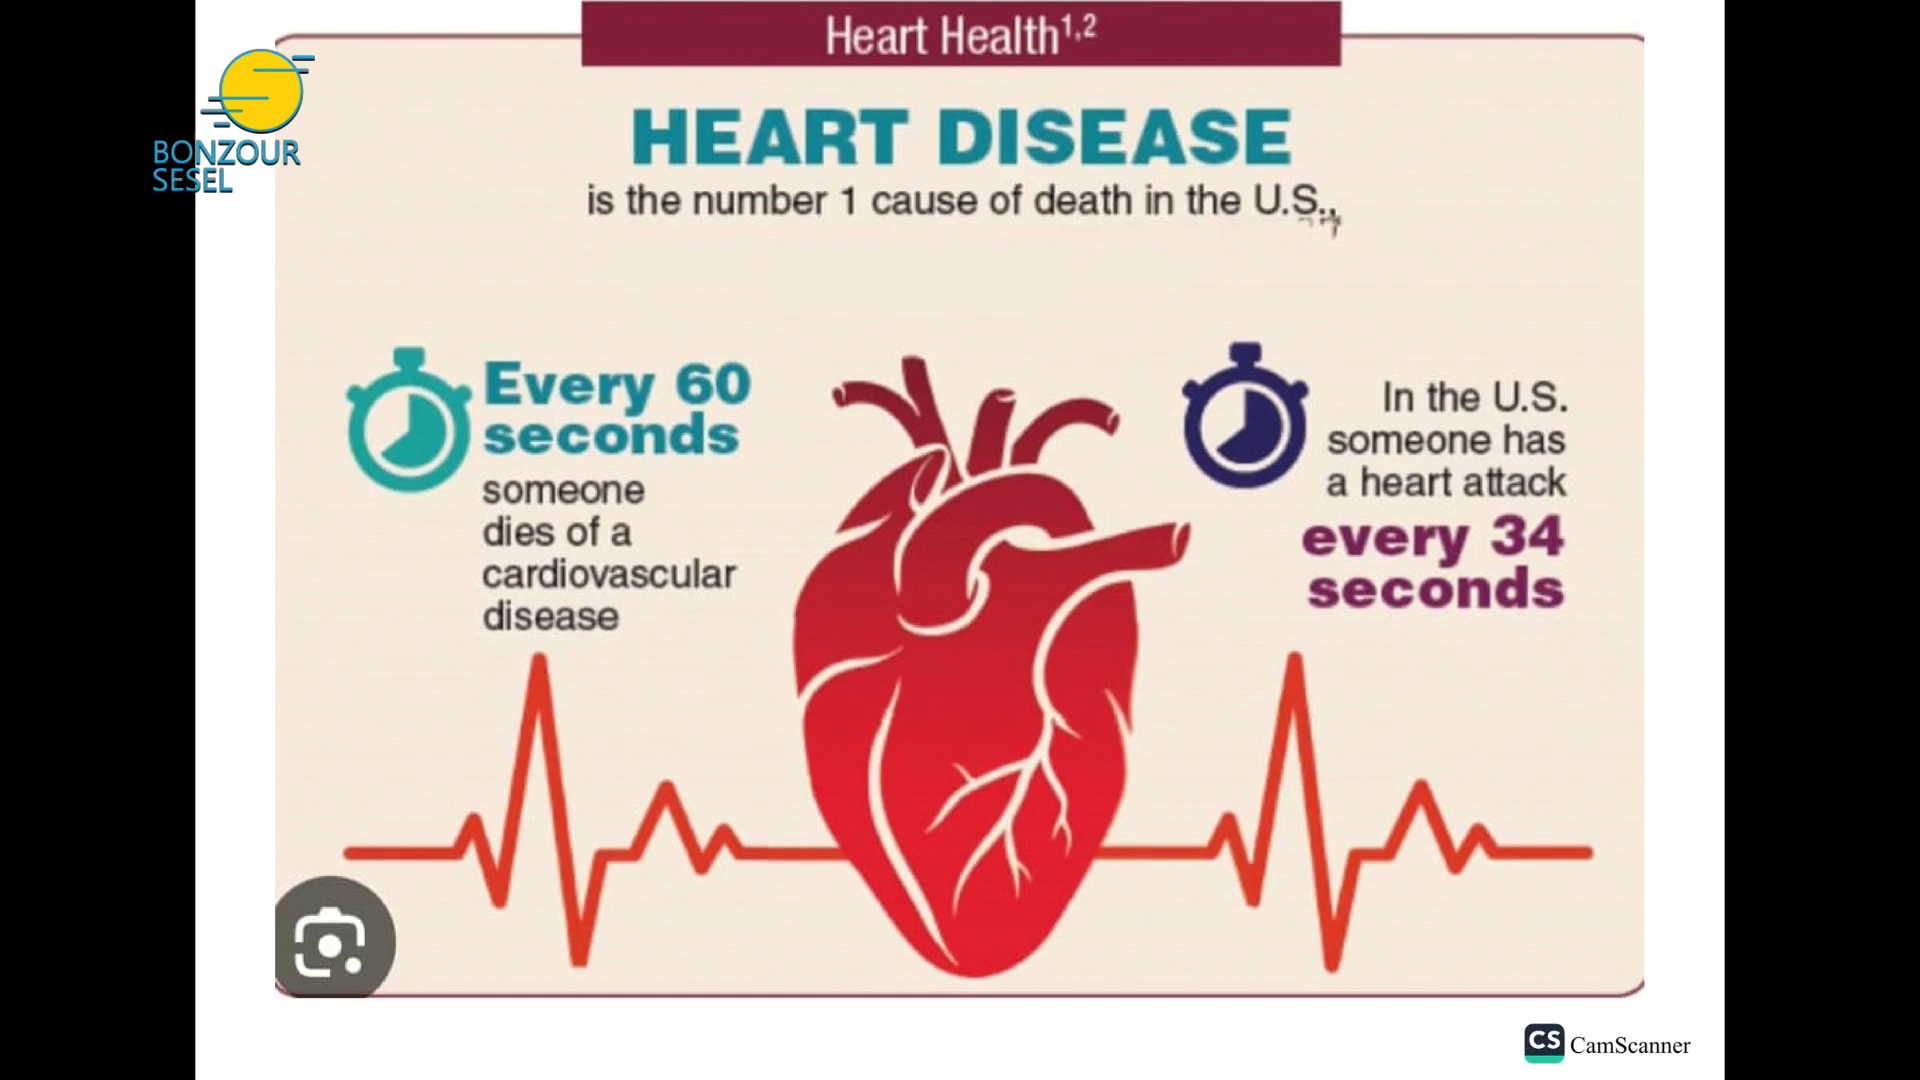 Heart Health1,2
BONZOUR
SESEL
HEART DISEASE
is the number 1 cause of death in the U.S.,
Every 60
seconds
someone
dies of a
cardiovascular
disease
In the U.S.
someone has
a heart attack
every 34
seconds
CS CamScanner